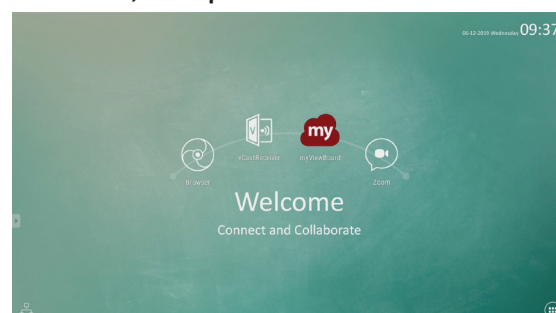 06-12-2019 Wednesday 09:37
V
my
Browser
vCastReceiver
myViewBoard
Zoom
Welcome
Connect and Collaborate